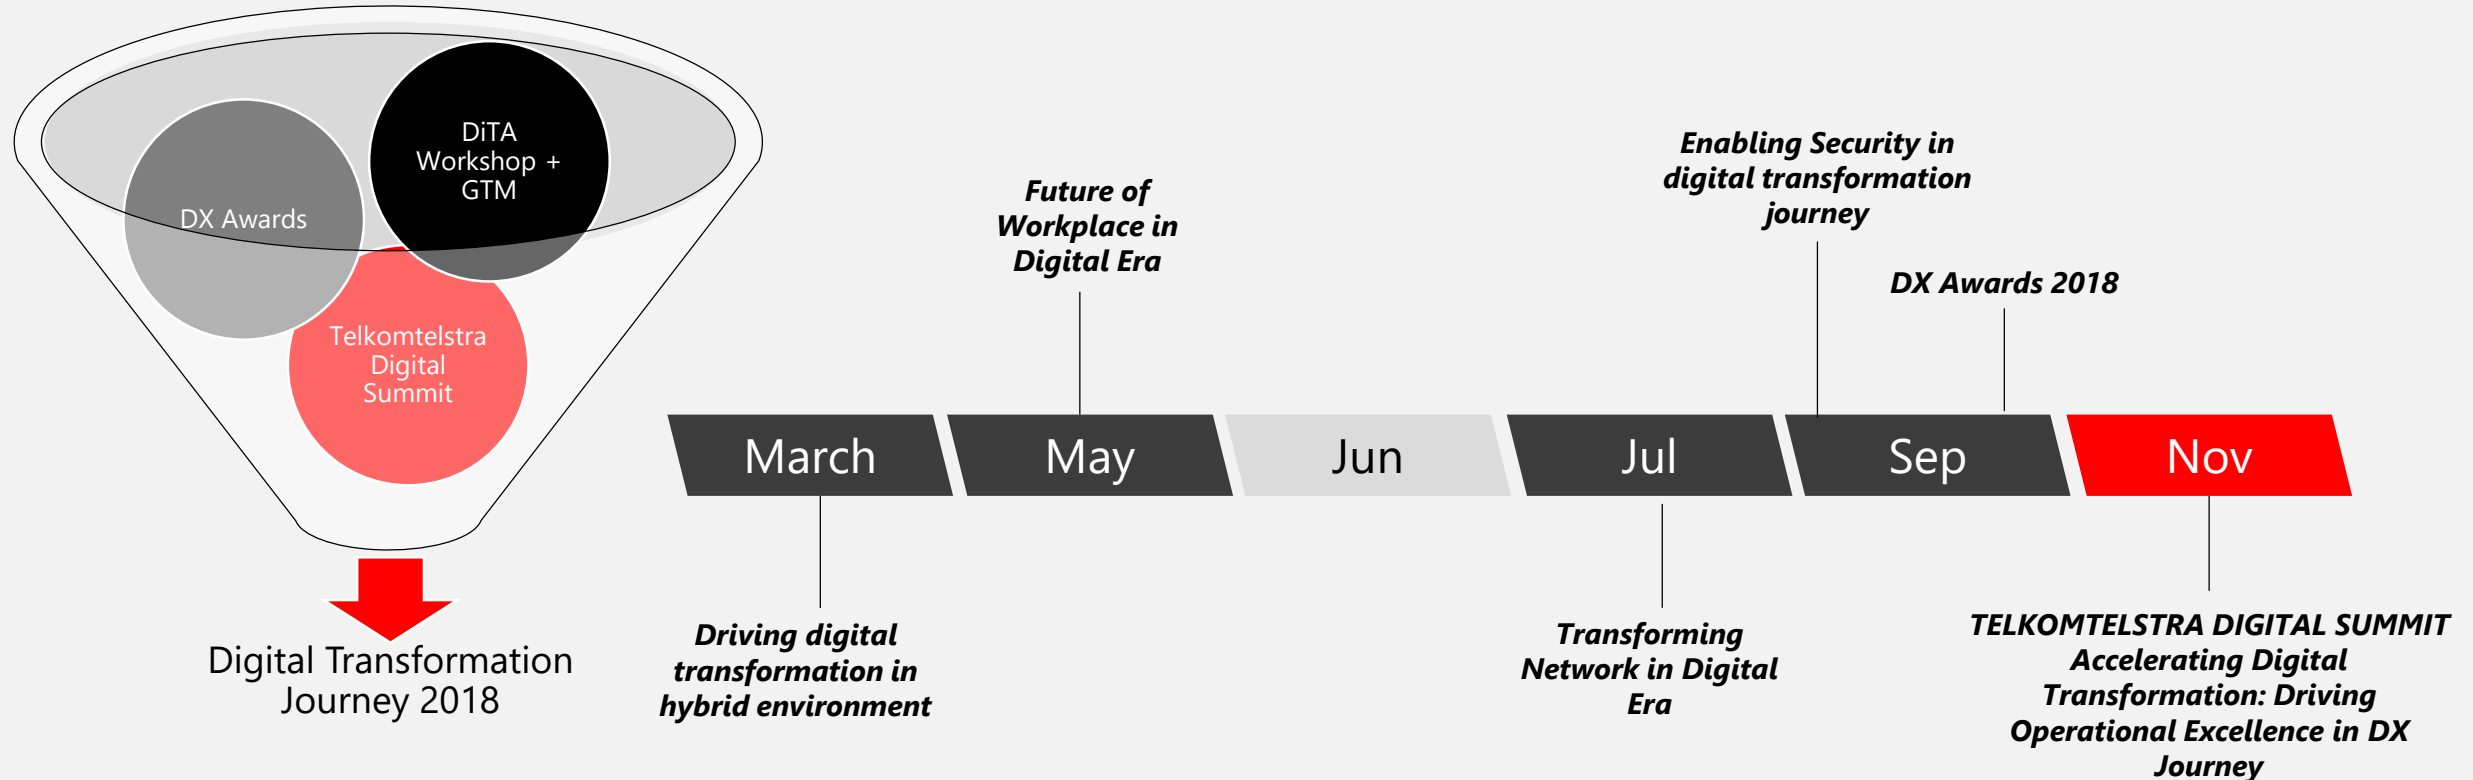 DiTA
Workshop +
GTM
DX Awards
Telkomtelstra
Digital
Summit
Digital Transformation
Journey 2018
Future of
Workplace in
Digital Era
Enabling Security in
digital transformation
journey
DX Awards 2018
March
May
Jun
Jul
Sep
Nov
Driving digital
transformation in
hybrid environment
Transforming
Network in Digital
Era
TELKOMTELSTRA DIGITAL SUMMIT
Accelerating Digital
Transformation: Driving
Operational Excellence in DX
Journey